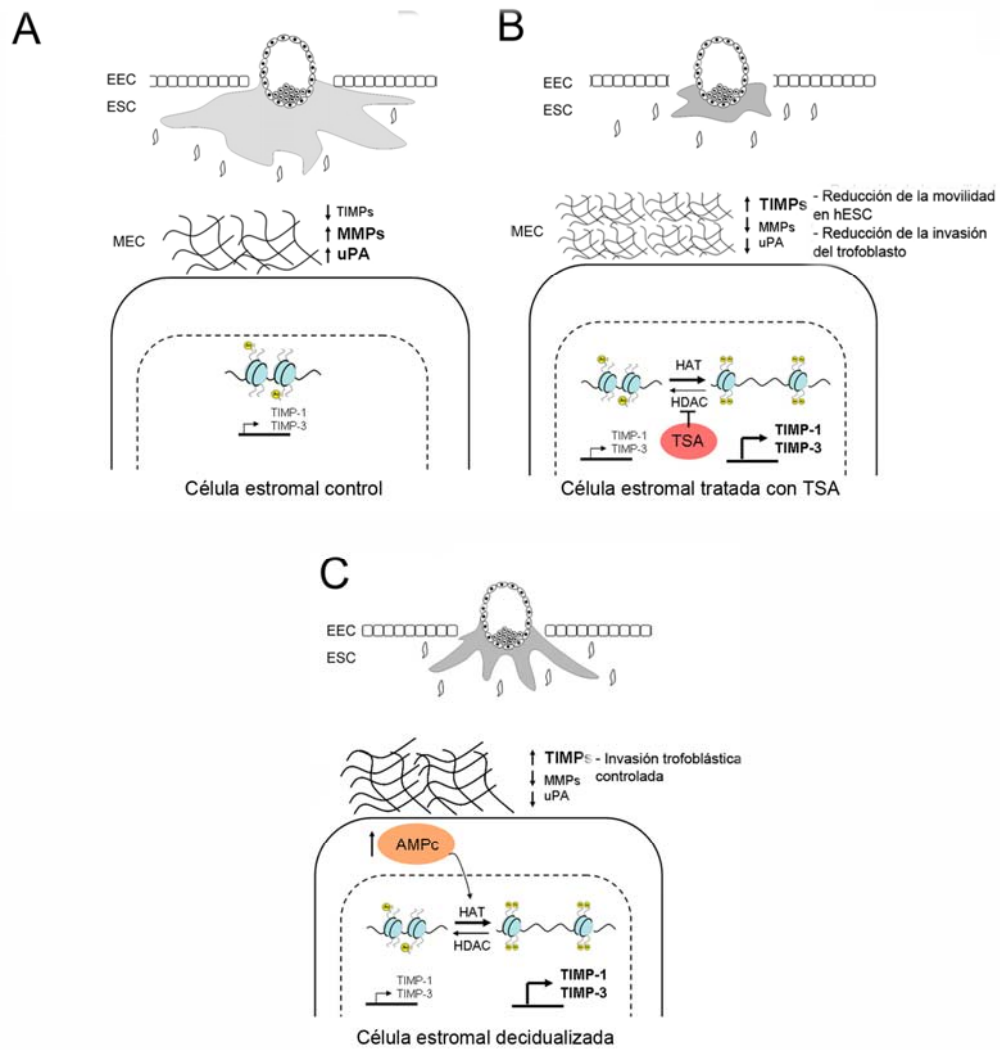 A
EEC
ESC
MEC
↓ TIMPs
↑ MMPs
↑ uPA
TIMP-1
TIMP-3
Célula estromal control
B
EEC
ESC
MEC
↑ TIMPs
↓ MMPs
↓ uPA
- Reducción de la movilidad
en hESC
- Reducción de la invasión
del trofoblasto
HAT
HDAC
TSA
TIMP-1
TIMP-3
TIMP-1
TIMP-3
Célula estromal tratada con TSA
C
EEC
ESC
↑ TIMPs - Invasión trofoblástica
controlada
↓ MMPs
↓ uPA
↑ AMPc
HAT
HDAC
TIMP-1
TIMP-3
TIMP-1
TIMP-3
Célula estromal decidualizada